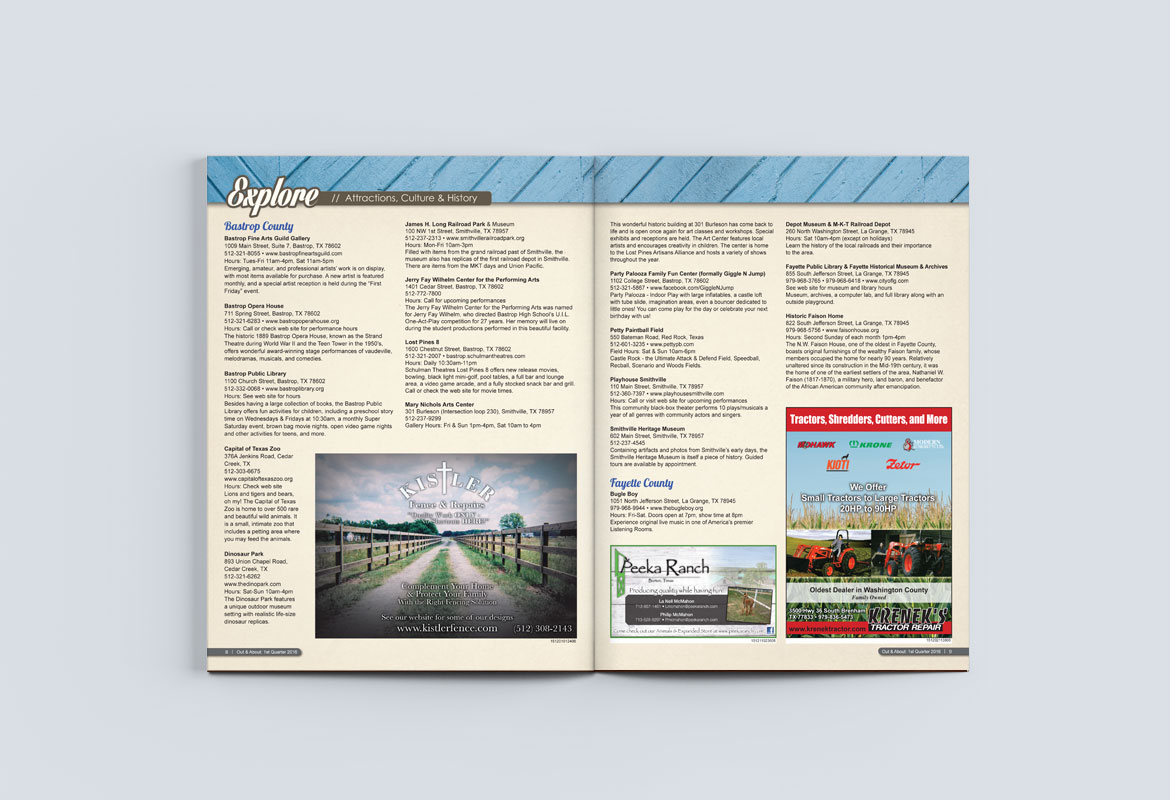 Explore
// Attractions, Culture & History
Bastrop County
Bastrop Fine Arts Guild Gallery
1009 Main Street, Suite 7, Bastrop, TX 78602
512-321-8055 • www.bastropfineartsguild.com
Hours: Tues-Fri 11am-4pm, Sat 11am-5pm
Emerging, amateur, and professional artists' work is on display,
with most items available for purchase. A new artist is featured
monthly, and a special artist reception is held during the "First
Friday" event.
Bastrop Opera House
711 Spring Street, Bastrop, TX 78602
512-321-6283 • www.bastropoperahouse.org
Hours: Call or check web site for performance hours
The historic 1889 Bastrop Opera House, known as the Strand
Theatre during World War II and the Teen Tower in the 1950's,
offers wonderful award-winning stage performances of vaudeville,
melodramas, musicals, and comedies.
Bastrop Public Library
1100 Church Street, Bastrop, TX 78602
512-332-0068 • www.bastroplibrary.org
Hours: See web site for hours
Besides having a large collection of books, the Bastrop Public
Library offers fun activities for children, including a preschool story
time on Wednesdays & Fridays at 10:30am, a monthly Super
Saturday event, brown bag movie nights, open video game nights
and other activities for teens, and more.
Capital of Texas Zoo
376A Jenkins Road, Cedar
Creek, TX
512-303-6675
www.capitaloftexaszoo.org
Hours: Check web site
Lions and tigers and bears,
oh my! The Capital of Texas
Zoo is home to over 500 rare
and beautiful wild animals. It
is a small, intimate zoo that
includes a petting area where
you may feed the animals.
Dinosaur Park
893 Union Chapel Road,
Cedar Creek, TX
512-321-6262
www.thedinopark.com
Hours: Sat-Sun 10am-4pm
The Dinosaur Park features
a unique outdoor museum
setting with realistic life-size
dinosaur replicas.
James H. Long Railroad Park & Museum
100 NW 1st Street, Smithville, TX 78957
512-237-2313 • www.smithvillerailroadpark.org
Hours: Mon-Fri 10am-3pm
Filled with items from the grand railroad past of Smithville, the
museum also has replicas of the first railroad depot in Smithville.
There are items from the MKT days and Union Pacific.
Jerry Fay Wilhelm Center for the Performing Arts
1401 Cedar Street, Bastrop, TX 78602
512-772-7800
Hours: Call for upcoming performances
The Jerry Fay Wilhelm Center for the Performing Arts was named
for Jerry Fay Wilhelm, who directed Bastrop High School's U.I.L.
One-Act-Play competition for 27 years. Her memory will live on
during the student productions performed in this beautiful facility.
Lost Pines 8
1600 Chestnut Street, Bastrop, TX 78602
512-321-2007 • bastrop.schulmantheatres.com
Hours: Daily 10:30am-11pm
Schulman Theatres Lost Pines 8 offers new release movies,
bowling, black light mini-golf, pool tables, a full bar and lounge
area, a video game arcade, and a fully stocked snack bar and grill.
Call or check the web site for movie times.
Mary Nichols Arts Center
301 Burleson (Intersection loop 230), Smithville, TX 78957
512-237-9299
Gallery Hours: Fri & Sun 1pm-4pm, Sat 10am to 4pm
KISTLER
Fence & Repairs
"Quality Work ONLY -
No Shortcuts HERE!"
Complement Your Home
& Protect Your Family
With the Right Fencing Solution
See our website for some of our designs
www.kistlerfence.com (512) 308-2143
8 | Out & About 1st Quarter 2016
This wonderful historic building at 301 Burleson has come back to
life and is open once again for art classes and workshops. Special
exhibits and receptions are held. The Art Center features local
artists and encourages creativity in children. The center is home
to the Lost Pines Artisans Alliance and hosts a variety of shows
throughout the year.
Party Palooza Family Fun Center (formally Giggle N Jump)
1102 College Street, Bastrop, TX 78602
512-321-5867 • www.facebook.com/GiggleNJump
Party Palooza - Indoor Play with large inflatables, a castle loft
with tube slide, imagination areas, even a bouncer dedicated to
little ones! You can come play for the day or celebrate your next
birthday with us!
Petty Paintball Field
550 Bateman Road, Red Rock, Texas
512-601-3235 • www.pettypb.com
Field Hours: Sat & Sun 10am-6pm
Castle Rock - the Ultimate Attack & Defend Field, Speedball,
Recball, Scenario and Woods Fields.
Playhouse Smithville
110 Main Street, Smithville, TX 78957
512-360-7397 • www.playhousesmithville.com
Hours: Call or visit web site for upcoming performances
This community black-box theater performs 10 plays/musicals a
year of all genres with community actors and singers.
Smithville Heritage Museum
602 Main Street, Smithville, TX 78957
512-237-4545
Containing artifacts and photos from Smithville's early days, the
Smithville Heritage Museum is itself a piece of history. Guided
tours are available by appointment.
Fayette County
Bugle Boy
1051 North Jefferson Street, La Grange, TX 78945
979-968-9944 • www.thebugleboy.org
Hours: Fri-Sat. Doors open at 7pm, show time at 8pm
Experience original live music in one of America's premier
Listening Rooms.
Peeka Ranch
Burton, Texas
Producing quality while having fun!
La Nell McMahon
Philip McMahon
Come check out our Animals & Expanded Store at www.peekaranch.com
Depot Museum & M-K-T Railroad Depot
260 North Washington Street, La Grange, TX 78945
Hours: Sat 10am-4pm (except on holidays)
Learn the history of the local railroads and their importance
to the area.
Fayette Public Library & Fayette Historical Museum & Archives
855 South Jefferson Street, La Grange, TX 78945
979-968-3765 • 979-968-6418 • www.cityoflg.com
See web site for museum and library hours
Museum, archives, a computer lab, and full library along with an
outside playground.
Historic Faison Home
822 South Jefferson Street, La Grange, TX 78945
979-968-5756 • www.faisonhouse.org
Hours: Second Sunday of each month 1pm-4pm
The N.W. Faison House, one of the oldest in Fayette County,
boasts original furnishings of the wealthy Faison family, whose
members occupied the home for nearly 90 years. Relatively
unaltered since its construction in the Mid-19th century, it was
the home of one of the earliest settlers of the area, Nathaniel W.
Faison (1817-1870), a military hero, land baron, and benefactor
of the African American community after emancipation.
Tractors, Shredders, Cutters, and More
KRONE
MODERN
KIOTI
Zetor
We Offer
Small Tractors to Large Tractors
20HP to 90HP
Oldest Dealer in Washington County
Family Owned
3500 Hwy 36 South Brenham
TX 77833 • 979-836-5473
www.krenektractor.com
KRENEK'S
TRACTOR REPAIR
Out & About 1st Quarter 2016 | 9